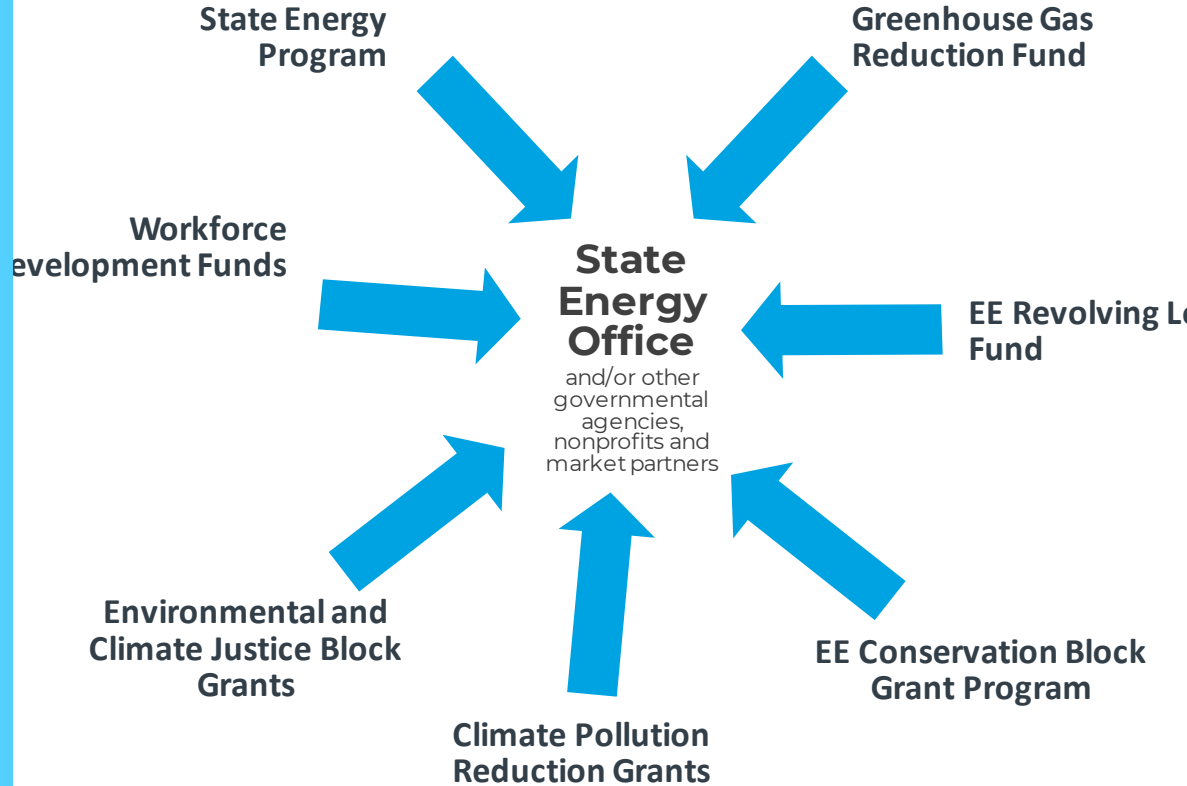 State Energy
Program
Greenhouse Gas
Reduction Fund
Workforce
evelopment Funds
State
Energy
Office
and/or other
governmental
agencies,
nonprofits and
market partners
EE Revolving
Fund
Environmental and
Climate Justice Block
Grants
EE Conservation Block
Grant Program
Climate Pollution
Reduction Grants